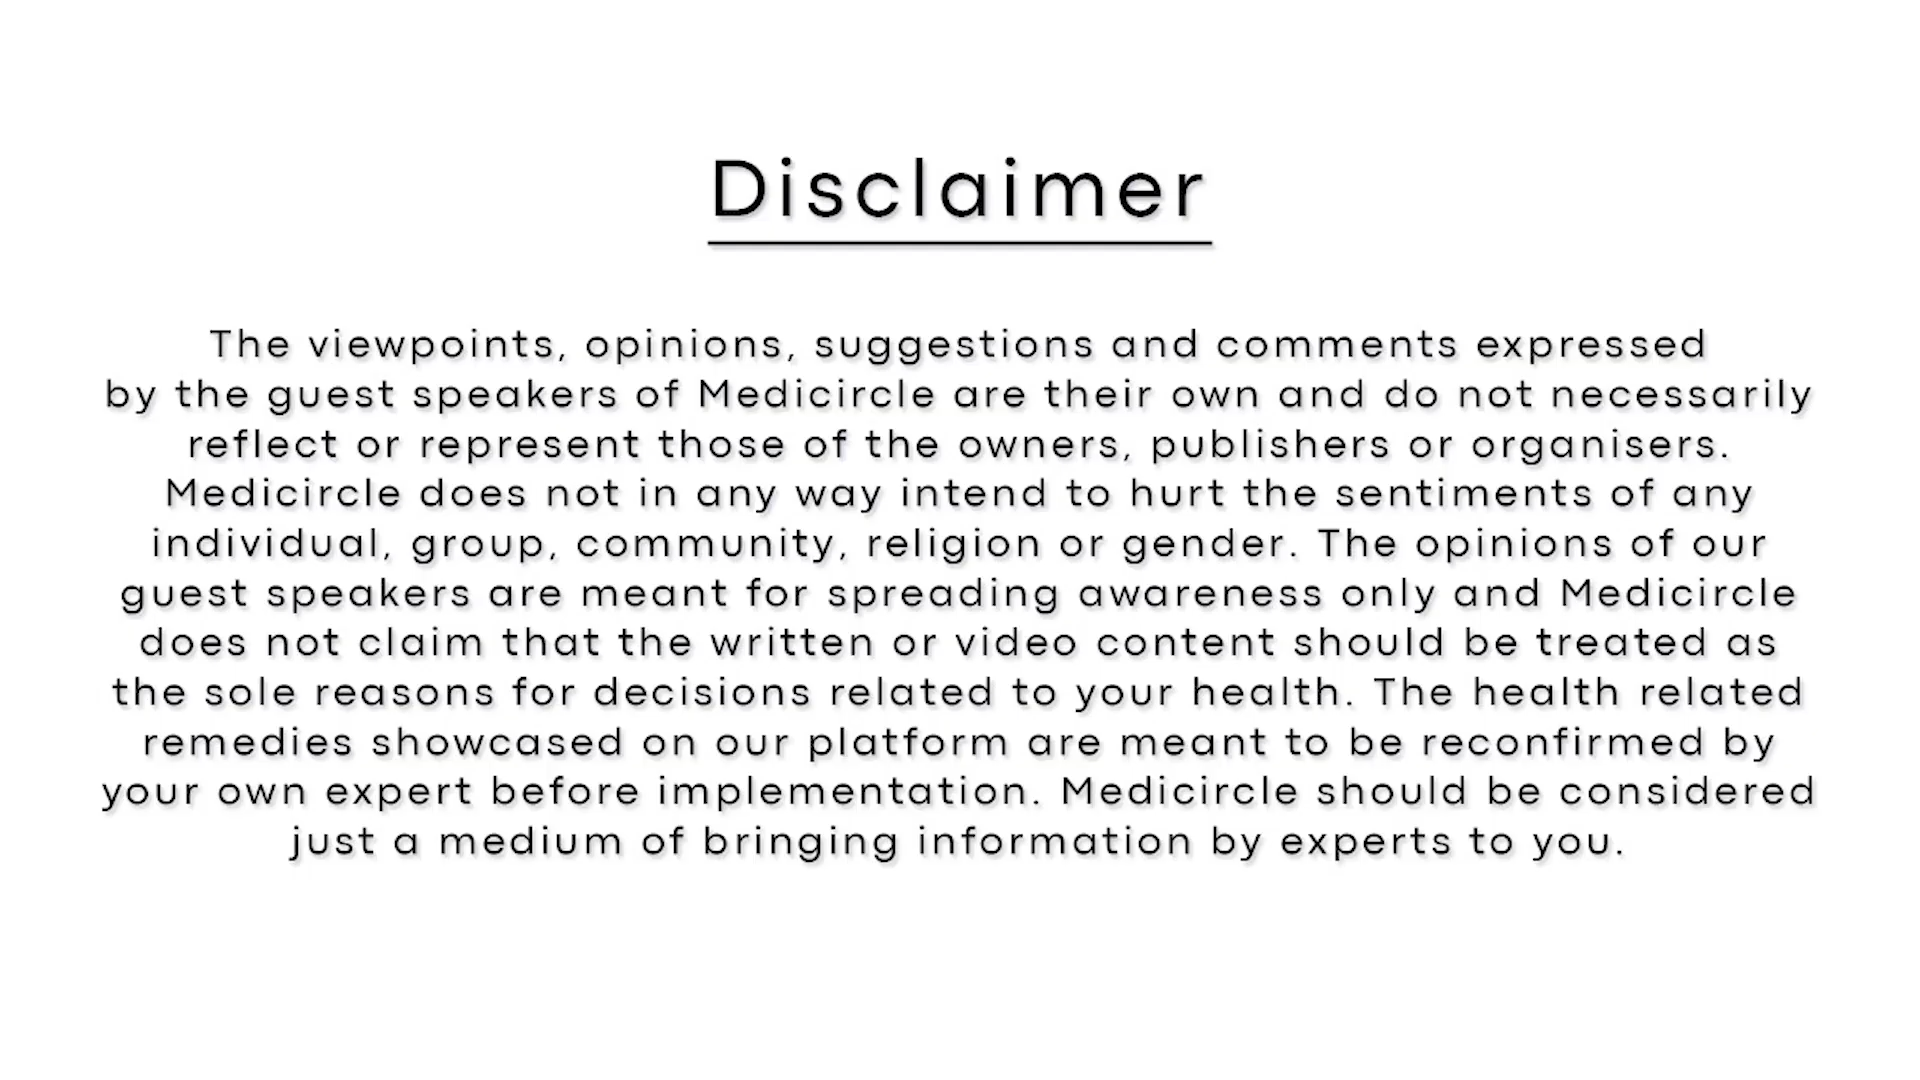 Disclaimer
The viewpoints, opinions, suggestions and comments expressed
by the guest speakers of Medicircle are their own and do not necessarily
reflect or represent those of the owners, publishers or organisers.
Medicircle does not in any way intend to hurt the sentiments of any
individual, group, community, religion or gender. The opinions of our
guest speakers are meant for spreading awareness only and Medicircle
does not claim that the written or video content should be treated as
the sole reasons for decisions related to your health. The health related
remedies showcased on our platform are meant to be reconfirmed by
your own expert before implementation. Medicircle should be considered
just a medium of bringing information by experts to you.